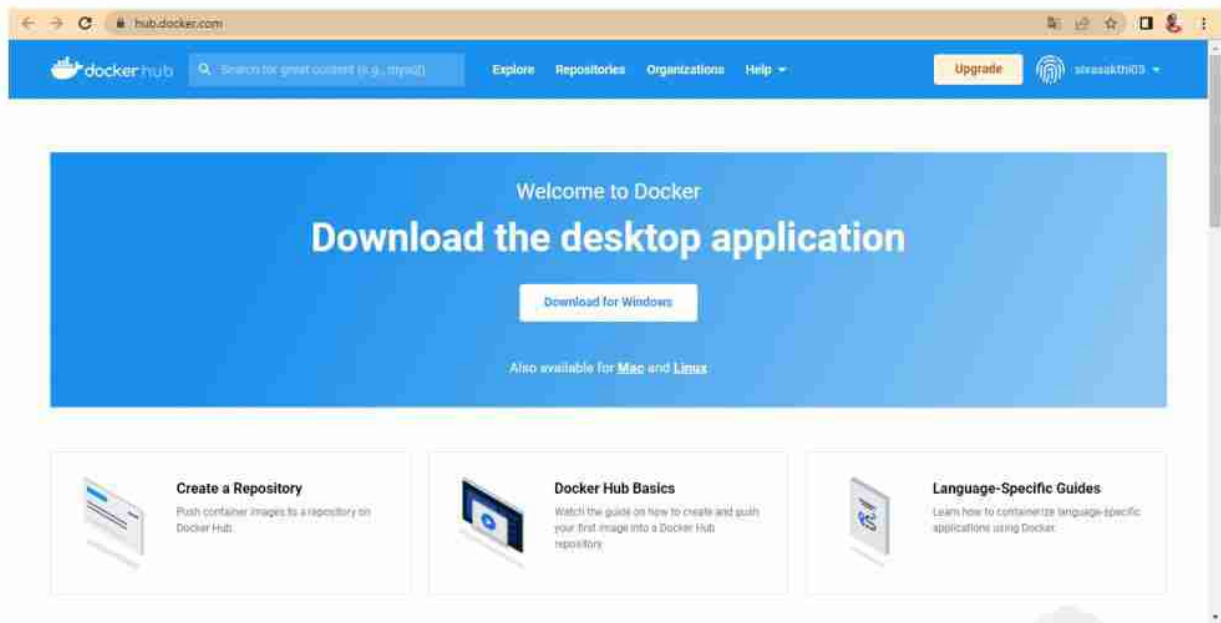 hub.docker.com
docker hub
Search for great content (e.g., mysql)
Explore
Repositories
Organizations
Help
Upgrade
sivasakthi03
Welcome to Docker
Download the desktop application
Download for Windows
Also available for Mac and Linux
Create a Repository
Push container images to a repository on
Docker Hub.
Docker Hub Basics
Watch the guide on how to create and push
your first image into a Docker Hub
repository
Language-Specific Guides
Learn how to containerize language-specific
applications using Docker.